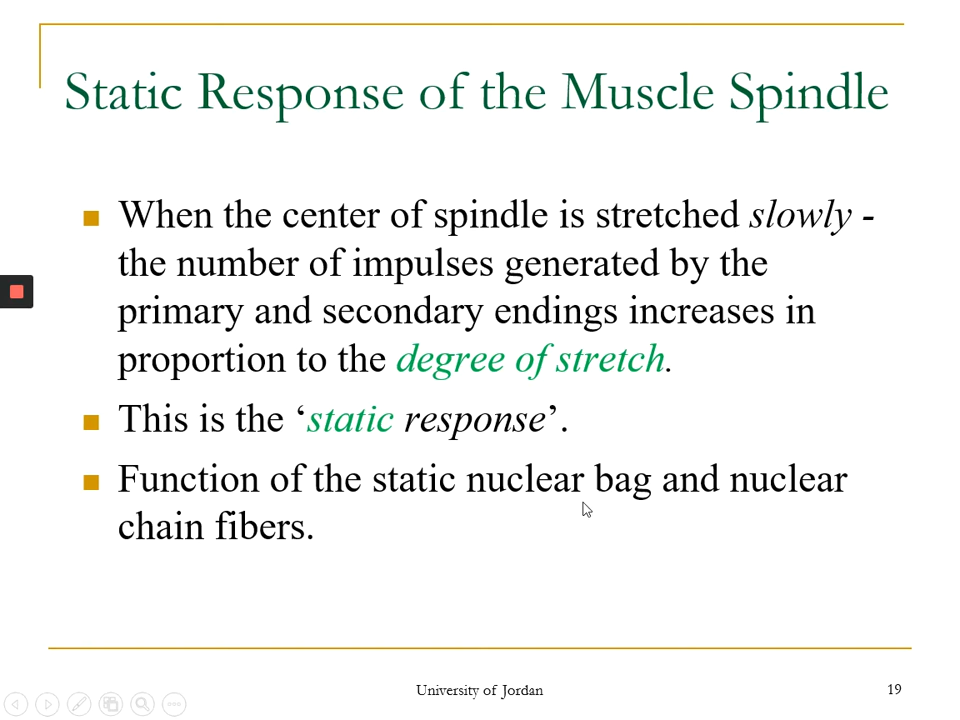 Static Response of the Muscle Spindle
When the center of spindle is stretched slowly -
the number of impulses generated by the
primary and secondary endings increases in
proportion to the degree of stretch.
This is the ‘static response’.
Function of the static nuclear bag and nuclear
chain fibers.
University of Jordan
19